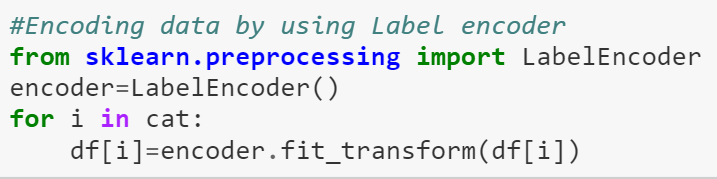 #Encoding data by using Label encoder
from sklearn.preprocessing import LabelEncoder
encoder=LabelEncoder()
for i in cat:
    df[i]=encoder.fit_transform(df[i])